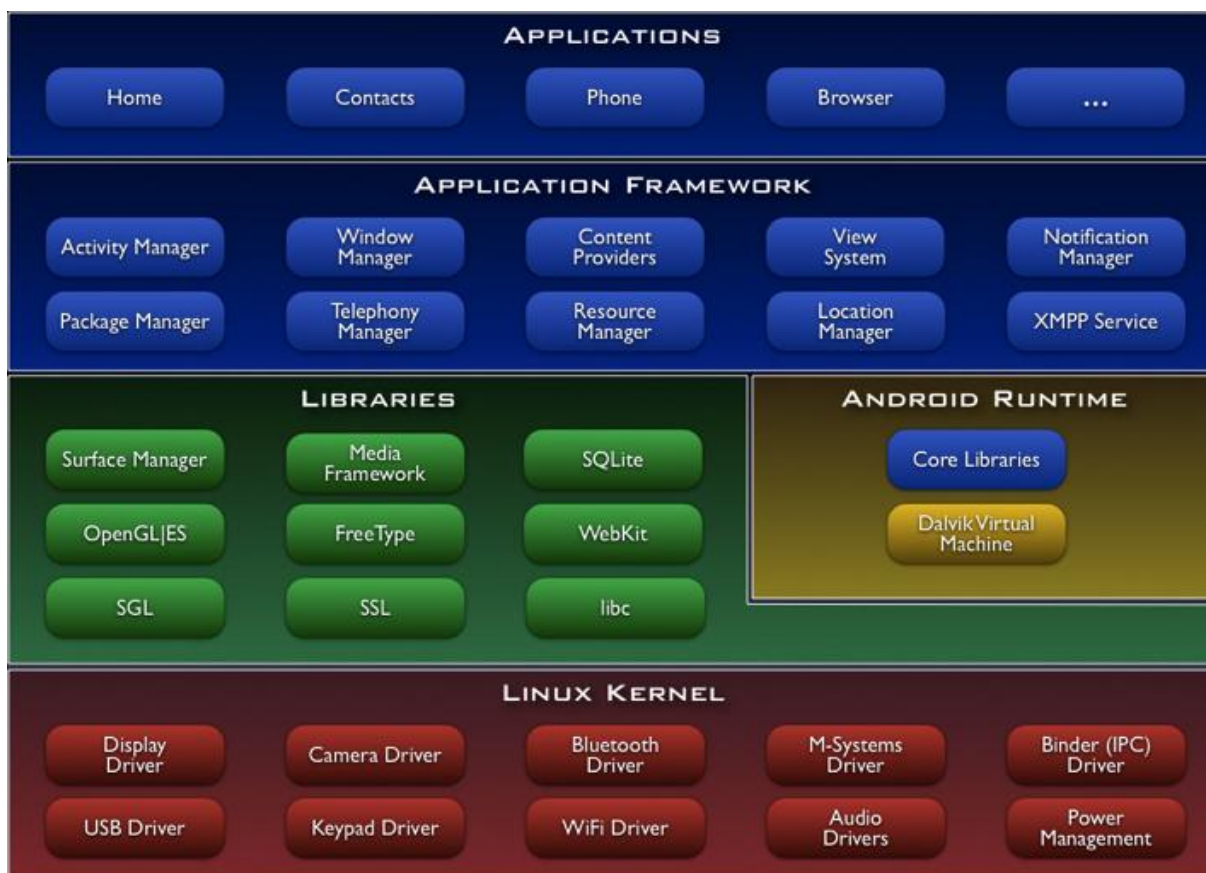 APPLICATIONS
Home
Contacts
Phone
Browser
...
APPLICATION FRAMEWORK
Activity Manager
Window
Manager
Content
Providers
View
System
Notification
Manager
Package Manager
Telephony
Manager
Resource
Manager
Location
Manager
XMPP Service
LIBRARIES
Surface Manager
Media
Framework
SQLite
OpenGL|ES
FreeType
WebKit
SGL
SSL
libc
ANDROID RUNTIME
Core Libraries
Dalvik Virtual
Machine
LINUX KERNEL
Display
Driver
Camera Driver
Bluetooth
Driver
M-Systems
Driver
Binder (IPC)
Driver
USB Driver
Keypad Driver
WiFi Driver
Audio
Drivers
Power
Management